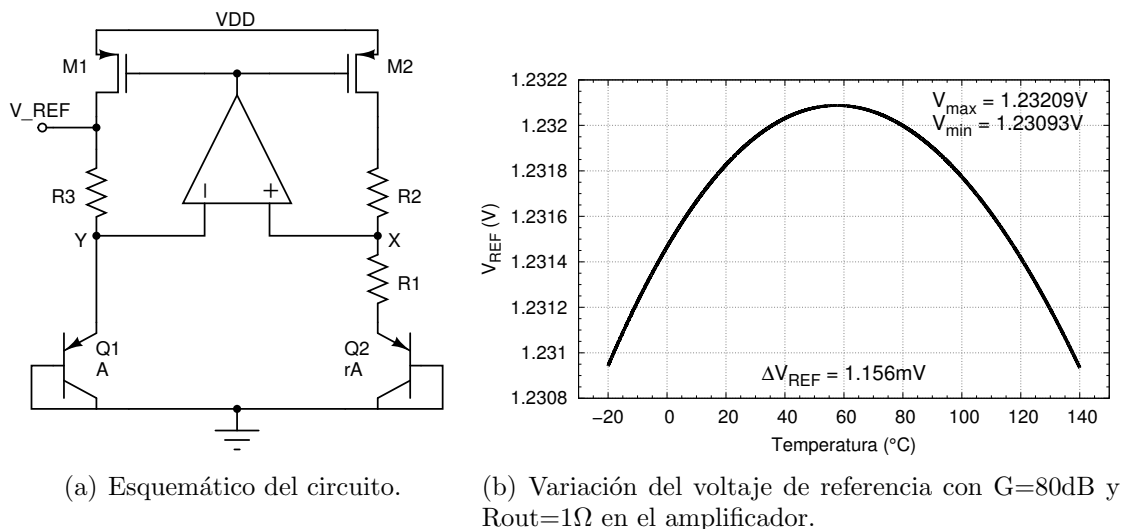 VDD
M1
M2
V_REF
R3
R2
Y
X
R1
Q1
A
Q2
rA
1.2322
1.232
1.2318
1.2316
1.2314
1.2312
1.231
1.2308
V_REF (V)
V_max = 1.23209V
V_min = 1.23093V
ΔV_REF = 1.156mV
−20 0 20 40 60 80 100 120 140
Temperatura (°C)
(a) Esquemático del circuito.
(b) Variación del voltaje de referencia con G=80dB y
Rout=1Ω en el amplificador.